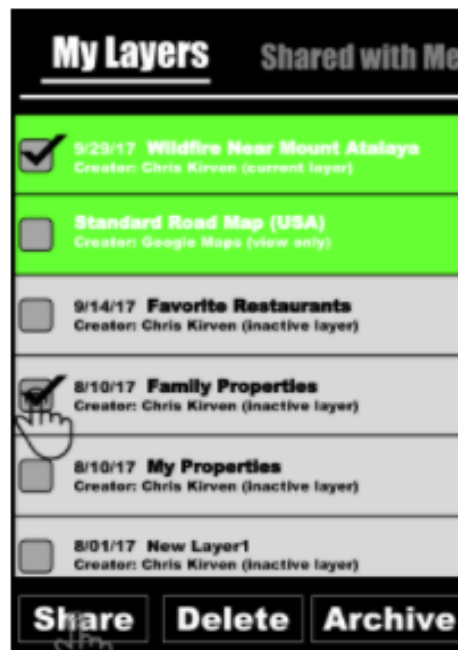 My Layers Shared with Me
9/29/17 Wildfire Near Mount Atalaya
Creator: Chris Kirven (current layer)
Standard Road Map (USA)
Creator: Google Maps (view only)
9/14/17 Favorite Restaurants
Creator: Chris Kirven (inactive layer)
8/10/17 Family Properties
Creator: Chris Kirven (inactive layer)
8/10/17 My Properties
Creator: Chris Kirven (inactive layer)
8/01/17 New Layer1
Creator: Chris Kirven (inactive layer)
Share Delete Archive